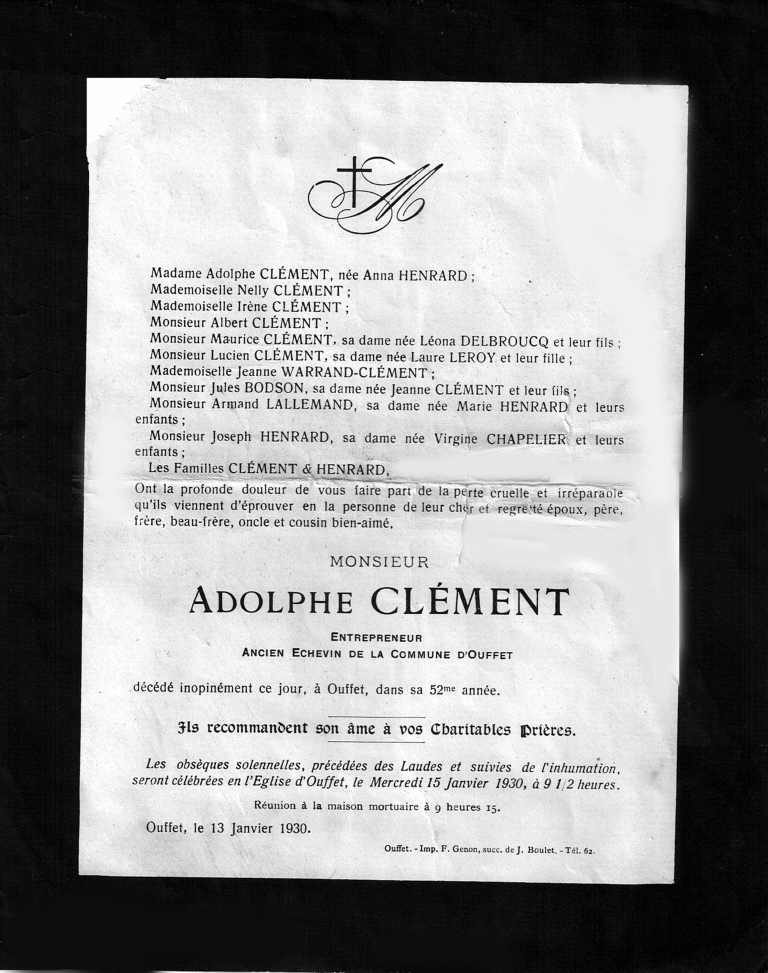 M
Madame Adolphe CLÉMENT, née Anna HENRARD ;
Mademoiselle Nelly CLÉMENT ;
Mademoiselle Irène CLÉMENT ;
Monsieur Albert CLÉMENT ;
Monsieur Maurice CLÉMENT, sa dame née Léona DELBROUCQ et leur fils ;
Monsieur Lucien CLÉMENT, sa dame née Laure LEROY et leur fille ;
Mademoiselle Jeanne WARRAND-CLÉMENT ;
Monsieur Jules BODSON, sa dame née Jeanne CLÉMENT et leur fils ;
Monsieur Armand LALLEMAND, sa dame née Marie HENRARD et leurs
enfants ;
Monsieur Joseph HENRARD, sa dame née Virgine CHAPELIER et leurs
enfants ;
Les Familles CLÉMENT & HENRARD,
Ont la profonde douleur de vous faire part de la perte cruelle et irréparable
qu'ils viennent d'éprouver en la personne de leur cher et regretté époux, père,
frère, beau-frère, oncle et cousin bien-aimé.
MONSIEUR
ADOLPHE CLÉMENT
ENTREPRENEUR
ANCIEN ECHEVIN DE LA COMMUNE D'OUFFET
décédé inopinément ce jour, à Ouffet, dans sa 52me année.
Ils recommandent son âme à vos Charitables Prières.
Les obsèques solennelles, précédées des Laudes et suivies de l'inhumation,
seront célébrées en l'Eglise d'Ouffet, le Mercredi 15 Janvier 1930, à 9 1/2 heures.
Réunion à la maison mortuaire à 9 heures 15.
Ouffet, le 13 Janvier 1930.
Ouffet. - Imp. F. Genon, succ. de J. Boulet. - Tél. 62.